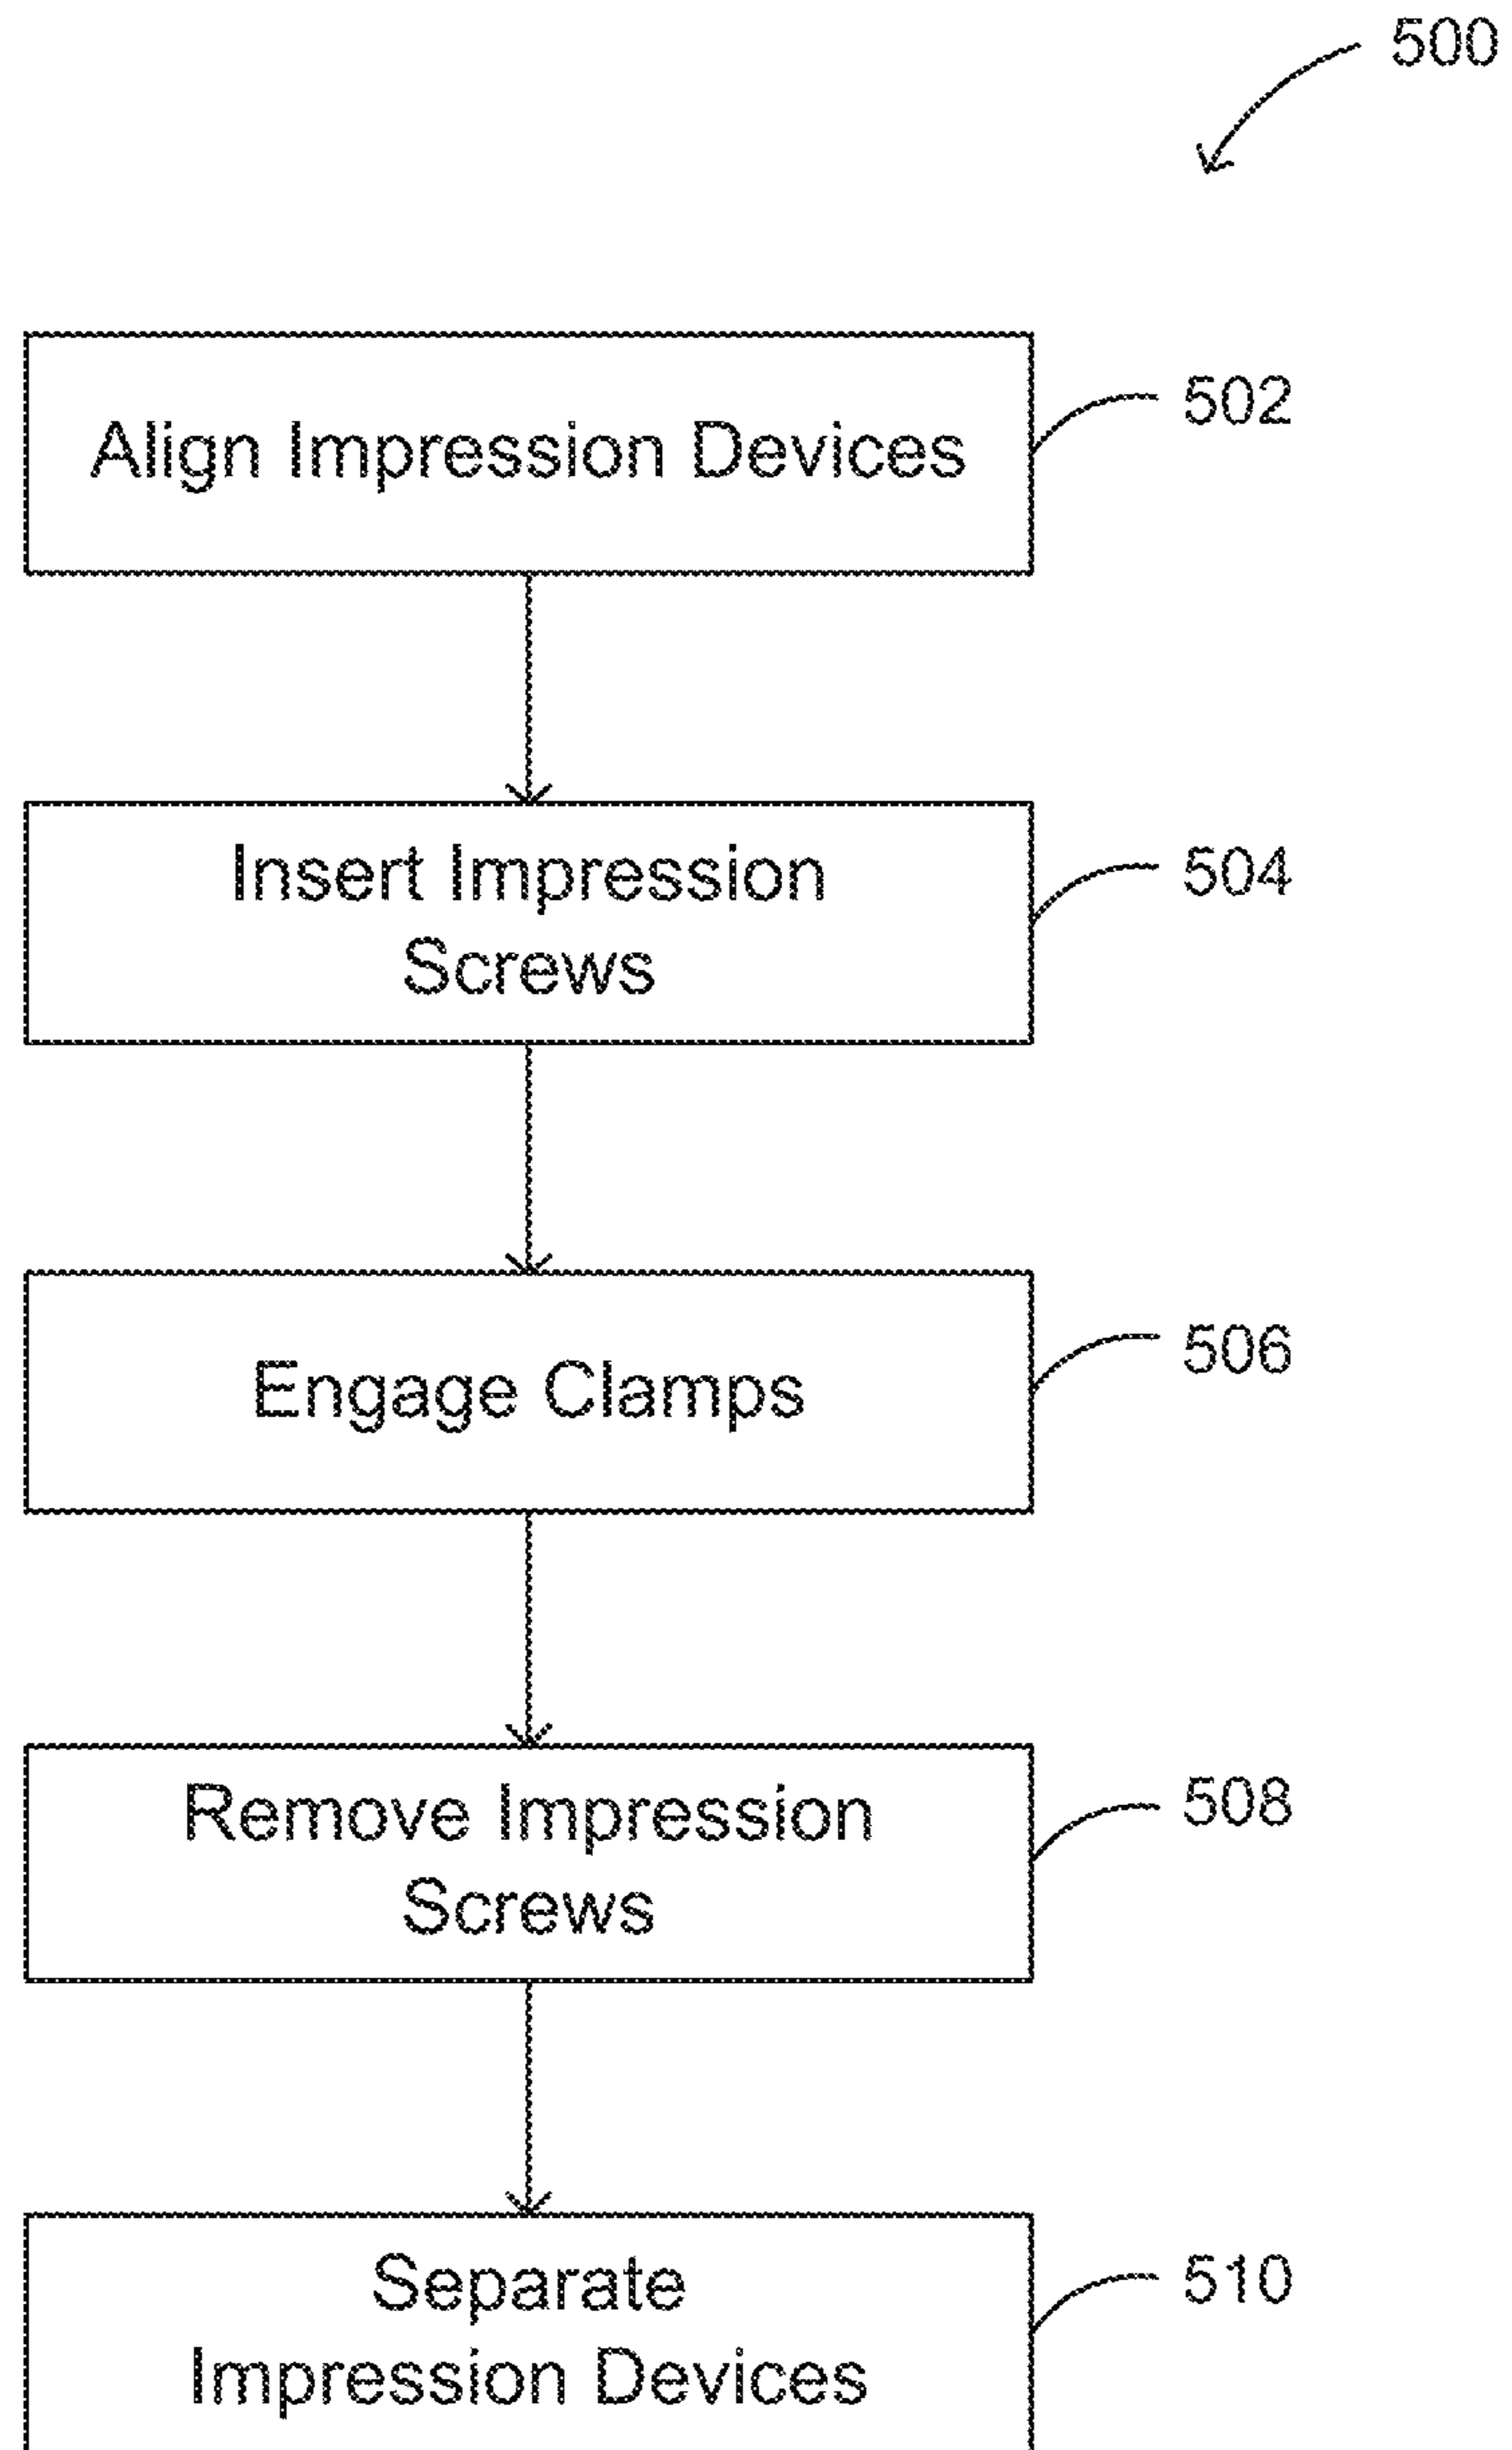 500
Align Impression Devices
502
Insert Impression
Screws
504
Engage Clamps
506
Remove Impression
Screws
508
Separate
Impression Devices
510